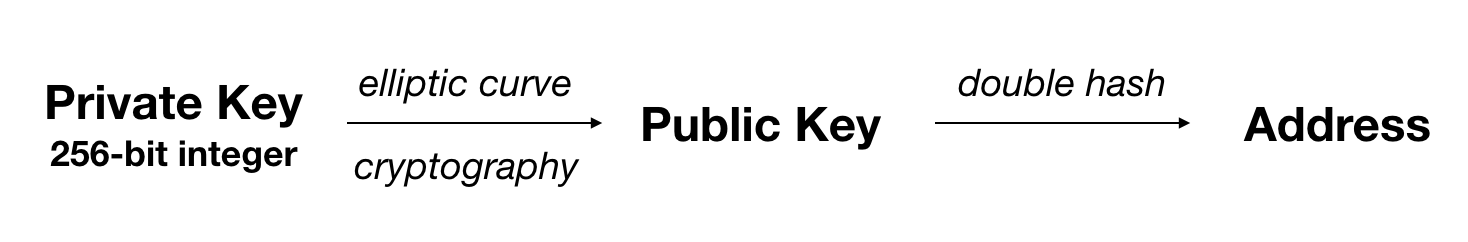 Private Key
256-bit integer
elliptic curve
cryptography
Public Key
double hash
Address